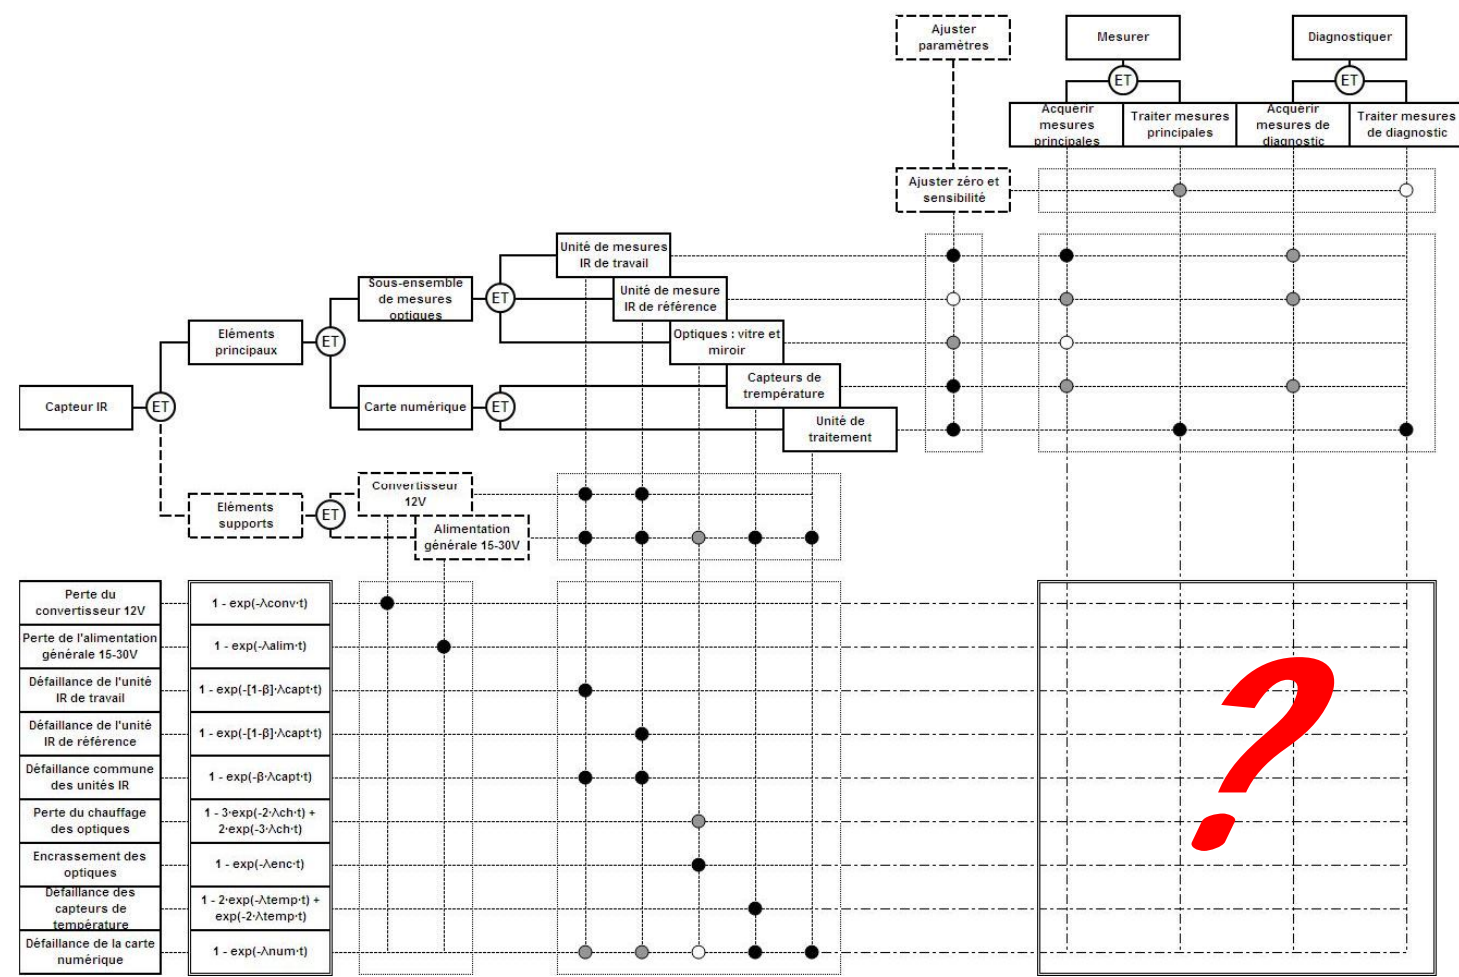 Ajuster
paramètres
Mesurer
Diagnostiquer
ET
ET
Acquérir
mesures
principales
Traiter mesures
principales
Acquérir
mesures de
diagnostic
Traiter mesures
de diagnostic
Ajuster zéro et
sensibilité
Unité de mesures
IR de travail
Sous-ensemble
de mesures
optiques
ET
Unité de mesure
IR de référence
Eléments
principaux
ET
Optiques : vitre et
miroir
Capteurs de
trempérature
Capteur IR
ET
Carte numérique
ET
Unité de
traitement
Convertisseur
12V
Eléments
supports
ET
Alimentation
générale 15-30V
Perte du
convertisseur 12V
1 - exp(-λconv·t)
Perte de l'alimentation
générale 15-30V
1 - exp(-λalim·t)
Défaillance de l'unité
IR de travail
1 - exp(-[1-β]·λcapt·t)
Défaillance de l'unité
IR de référence
1 - exp(-[1-β]·λcapt·t)
Défaillance commune
des unités IR
1 - exp(-β·λcapt·t)
Perte du chauffage
des optiques
1 - 3·exp(-2·λch·t) +
2·exp(-3·λch·t)
Encrassement des
optiques
1 - exp(-λenc·t)
Défaillance des
capteurs de
température
1 - 2·exp(-λtemp·t) +
exp(-2·λtemp·t)
Défaillance de la carte
numérique
1 - exp(-λnum·t)
?